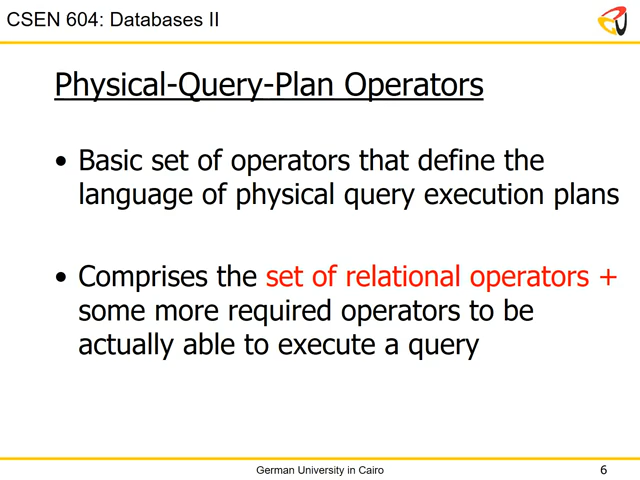 CSEN 604: Databases II
Physical-Query-Plan Operators
• Basic set of operators that define the
language of physical query execution plans
• Comprises the set of relational operators +
some more required operators to be
actually able to execute a query
German University in Cairo
6